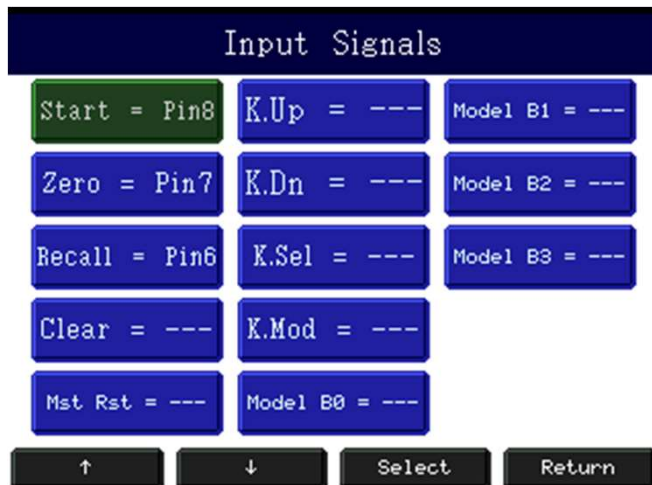 Input Signals
Start = Pin8
Zero = Pin7
Recall = Pin6
Clear = ---
Mst Rst = ---
K.Up = ---
K.Dn = ---
K.Sel = ---
K.Mod = ---
Model B0 = ---
Model B1 = ---
Model B2 = ---
Model B3 = ---
↑
↓
Select
Return